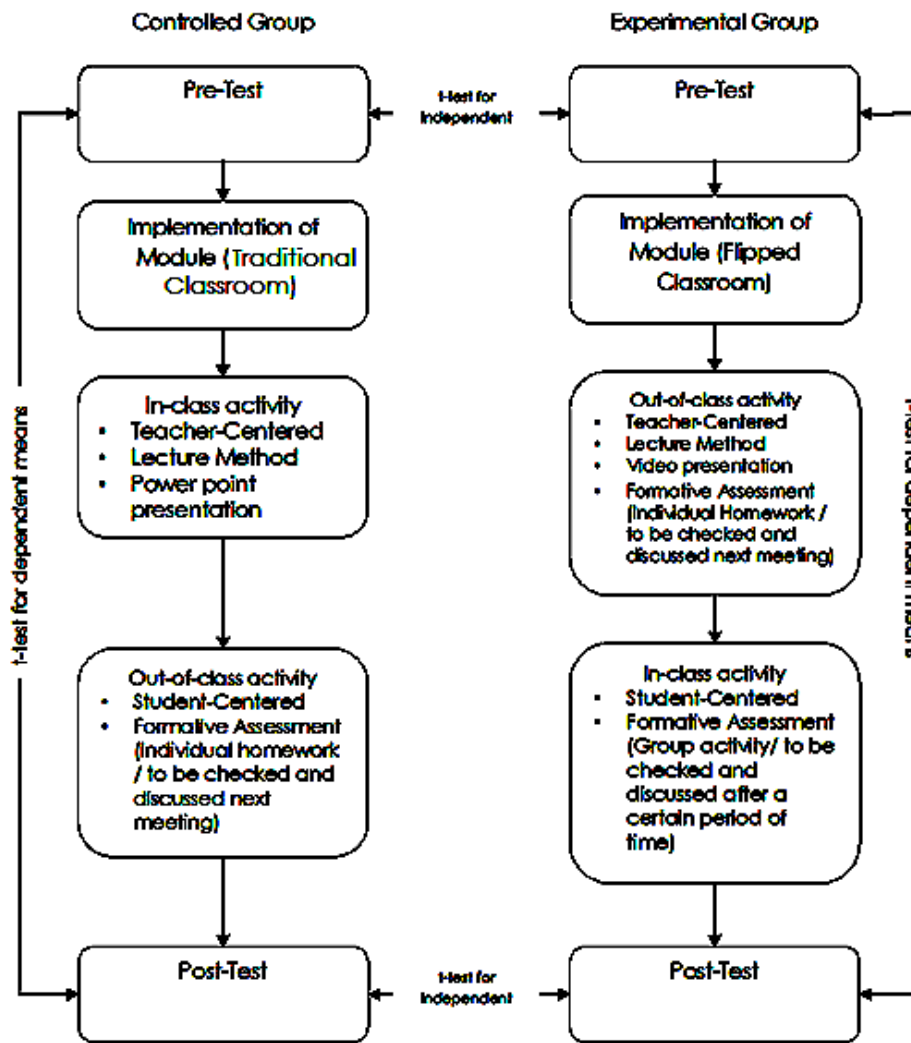 Controlled Group
Pre-Test
Implementation of
Module (Traditional
Classroom)
In-class activity
• Teacher-Centered
• Lecture Method
• Power point
presentation
Out-of-class activity
• Student-Centered
• Formative Assessment
(Individual homework
/ to be checked and
discussed next
meeting)
Post-Test
t-test for dependent means
t-test for
Independent
t-test for
Independent
Experimental Group
Pre-Test
Implementation of
Module (Flipped
Classroom)
Out-of-class activity
• Teacher-Centered
• Lecture Method
• Video presentation
• Formative Assessment
(Individual Homework /
to be checked and
discussed next meeting)
In-class activity
• Student-Centered
• Formative Assessment
(Group activity/ to be
checked and
discussed after a
certain period of
time)
Post-Test
t-test for dependent means